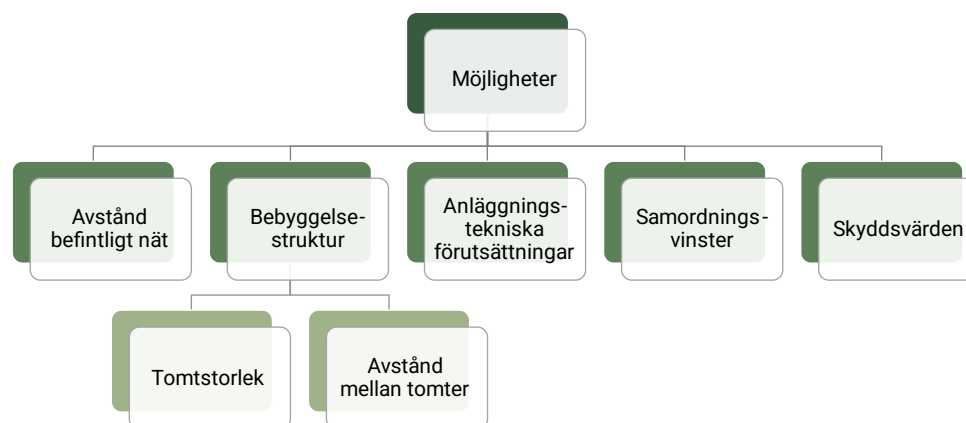 Möjligheter
Avstånd
befintligt nät
Bebyggelse-
struktur
Anläggnings-
tekniska
förutsättningar
Samordnings-
vinster
Skyddsvärden
Tomtstorlek
Avstånd
mellan tomter